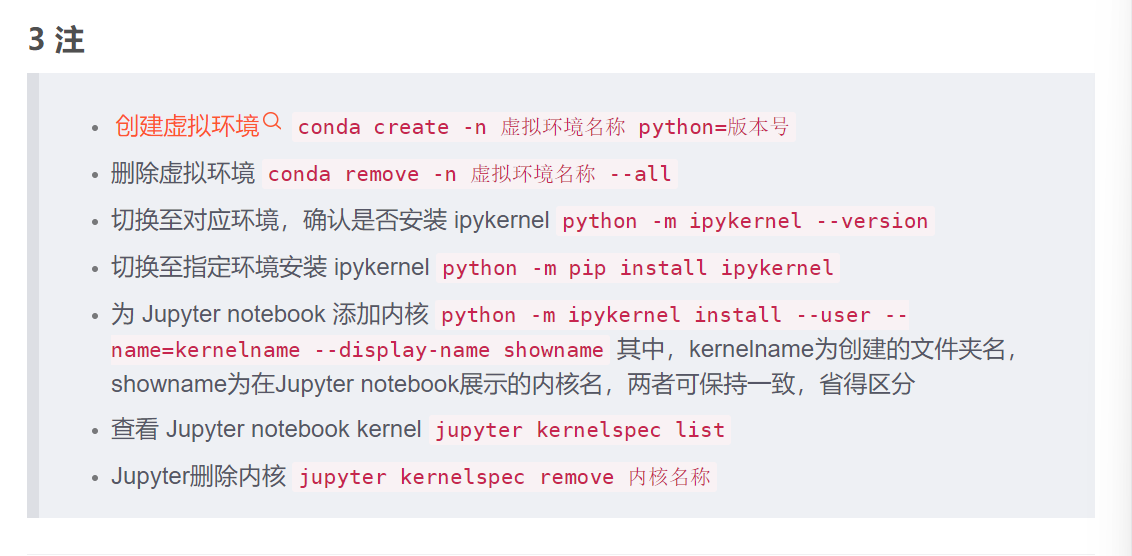 3 注
创建虚拟环境 conda create -n 虚拟环境名称 python=版本号
删除虚拟环境 conda remove -n 虚拟环境名称 --all
切换至对应环境，确认是否安装 ipykernel python -m ipykernel --version
切换至指定环境安装 ipykernel python -m pip install ipykernel
为 Jupyter notebook 添加内核 python -m ipykernel install --user --
name=kernelname --display-name showname 其中，kernelname为创建的文件夹名，
showname为在Jupyter notebook展示的内核名，两者可保持一致，省得区分
查看 Jupyter notebook kernel jupyter kernelspec list
Jupyter删除内核 jupyter kernelspec remove 内核名称